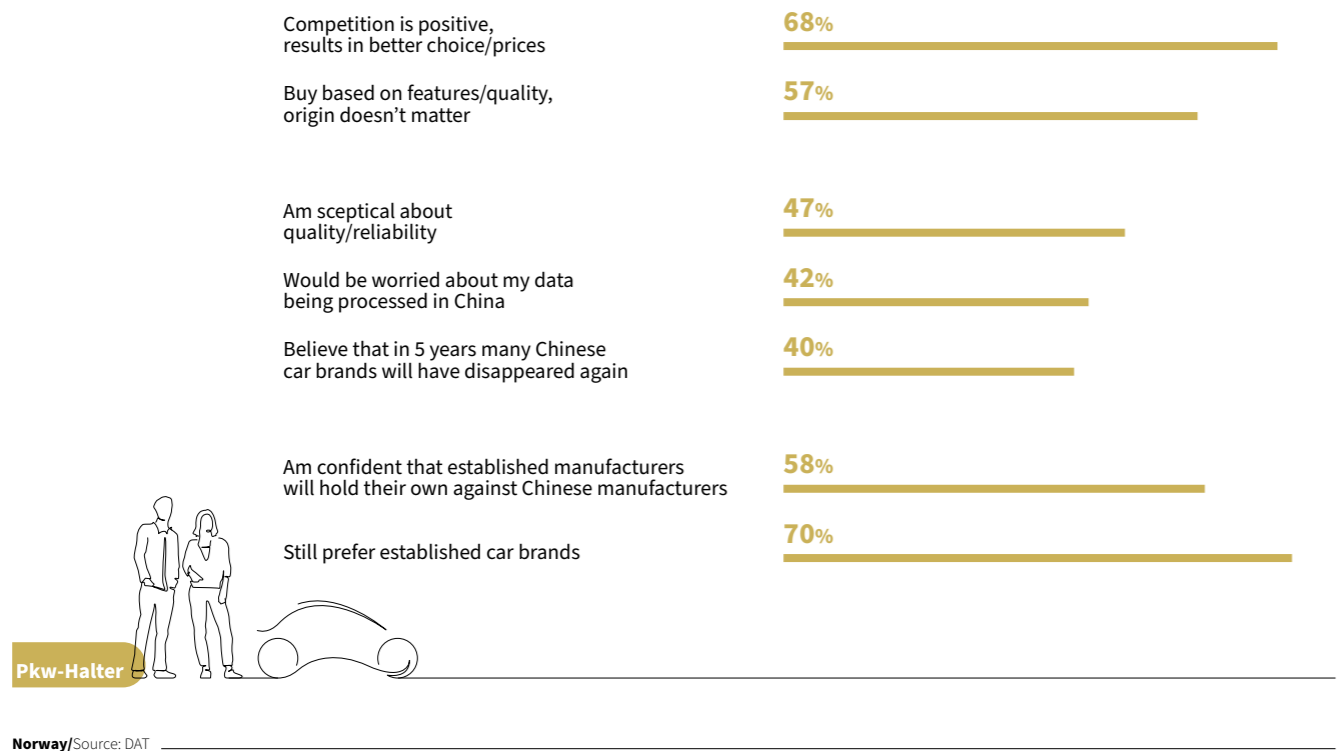 Competition is positive,
results in better choice/prices
68%
Buy based on features/quality,
origin doesn’t matter
57%
Am sceptical about
quality/reliability
47%
Would be worried about my data
being processed in China
42%
Believe that in 5 years many Chinese
car brands will have disappeared again
40%
Am confident that established manufacturers
will hold their own against Chinese manufacturers
58%
Still prefer established car brands
70%
Pkw-Halter
Norway/Source: DAT